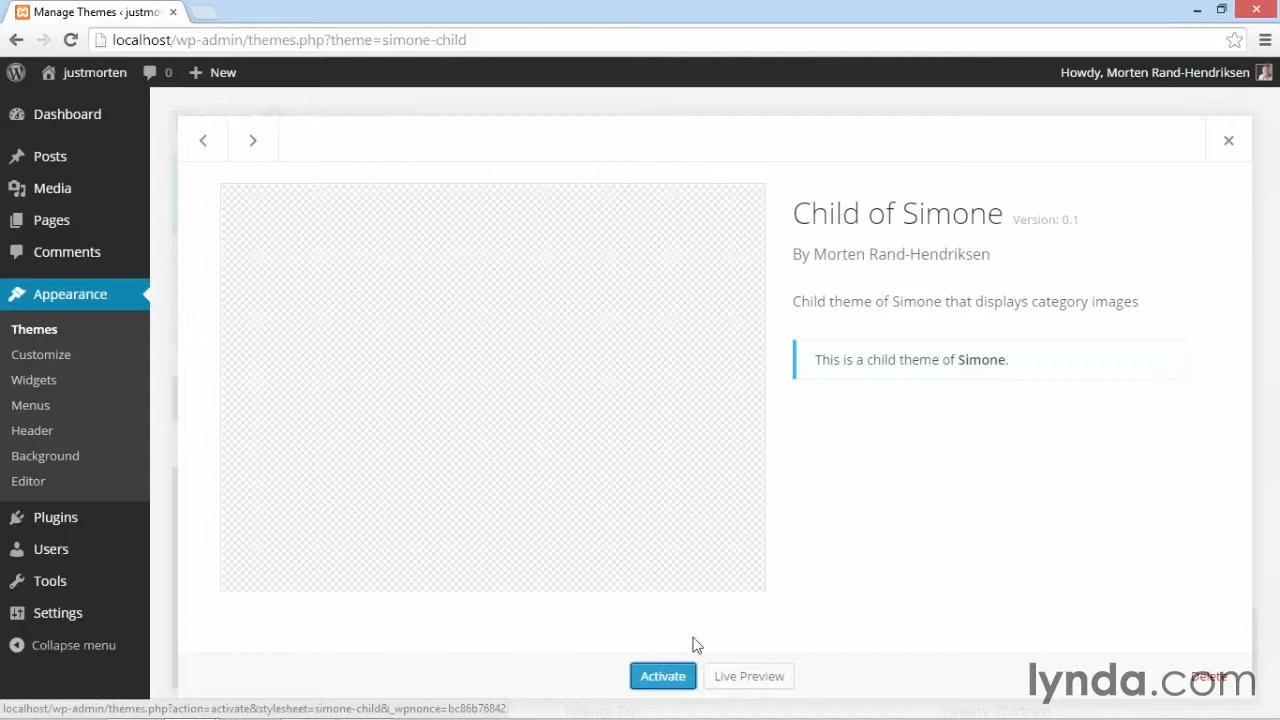 Manage Themes ‹ justmo
localhost/wp-admin/themes.php?theme=simone-child
justmorten 0 New
Howdy, Morten Rand-Hendriksen
Dashboard
Posts
Media
Pages
Comments
Appearance
Themes
Customize
Widgets
Menus
Header
Background
Editor
Plugins
Users
Tools
Settings
Collapse menu
Child of Simone Version: 0.1
By Morten Rand-Hendriksen
Child theme of Simone that displays category images
This is a child theme of Simone.
Activate
Live Preview
Delete
lynda.com
localhost/wp-admin/themes.php?action=activate&stylesheet=simone-child&_wpnonce=bc86b76842